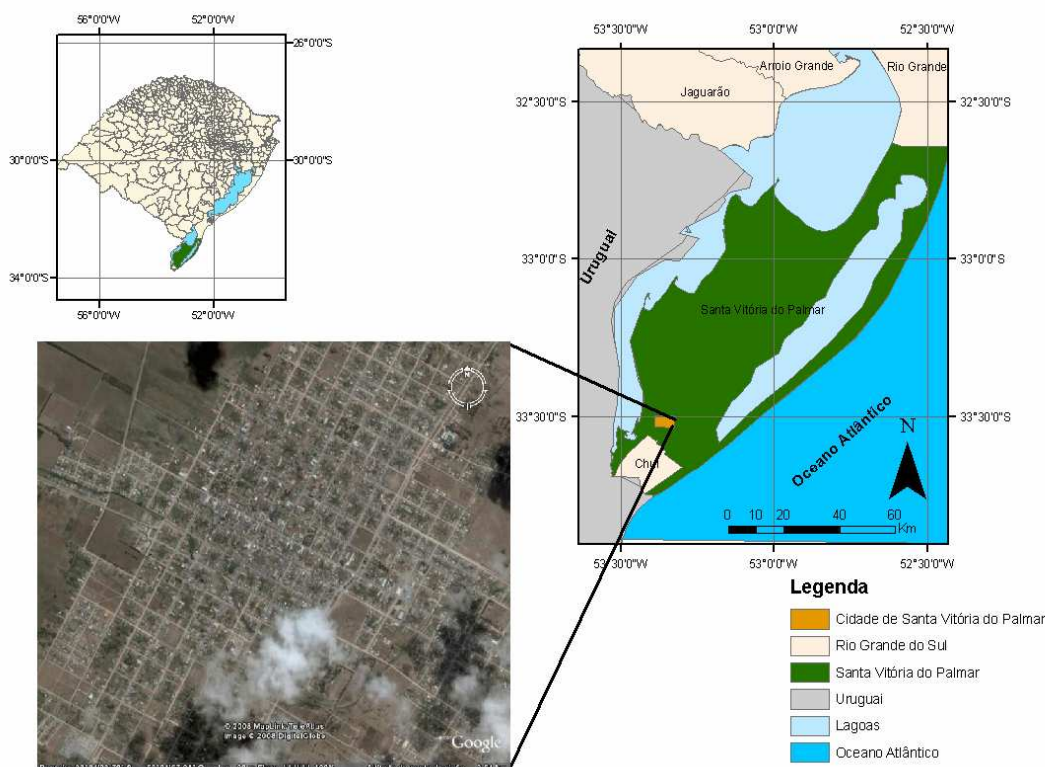 56°0'0"W
52°0'0"W
26°0'0"S
30°0'0"S
30°0'0"S
34°0'0"S
34°0'0"S
56°0'0"W
52°0'0"W
53°30'0"W
53°0'0"W
52°30'0"W
Arroio Grande
Rio Grande
Jaguarão
32°30'0"S
32°30'0"S
Uruguai
33°0'0"S
33°0'0"S
Santa Vitória do Palmar
33°30'0"S
33°30'0"S
Oceano Atlântico
Chuí
N
0 10 20 40 60
Km
53°30'0"W
53°0'0"W
52°30'0"W
N
© 2008 MapLink/Tele Atlas
Image © 2008 DigitalGlobe
Google
Legenda
Cidade de Santa Vitória do Palmar
Rio Grande do Sul
Santa Vitória do Palmar
Uruguai
Lagoas
Oceano Atlântico